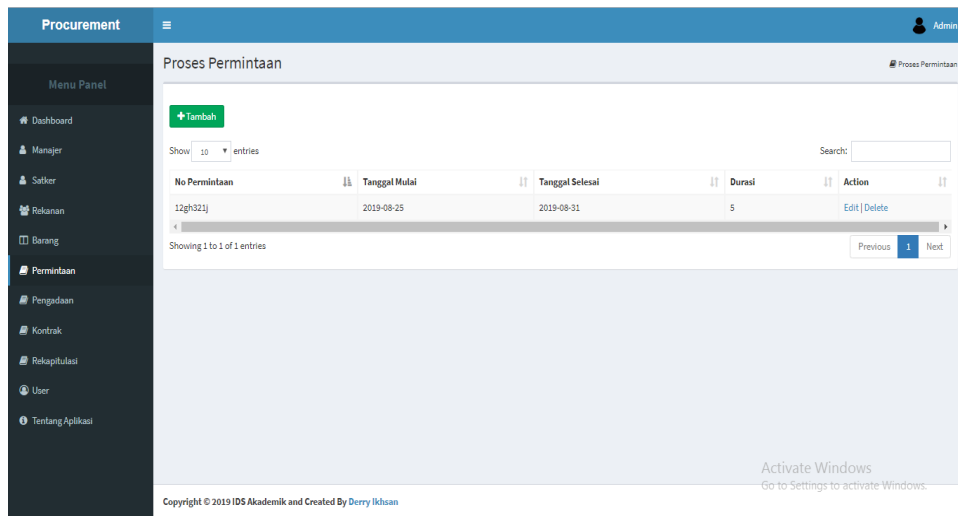 Procurement
Admin
Proses Permintaan
Proses Permintaan
Menu Panel
Dashboard
Manajer
Satker
Rekanan
Barang
Permintaan
Pengadaan
Kontrak
Rekapitulasi
User
Tentang Aplikasi
+Tambah
Show 10 entries
Search:
No Permintaan Tanggal Mulai Tanggal Selesai Durasi Action
12gh321j 2019-08-25 2019-08-31 5 Edit | Delete
Showing 1 to 1 of 1 entries
Previous 1 Next
Activate Windows
Go to Settings to activate Windows.
Copyright © 2019 IDS Akademik and Created By Derry Ikhsan